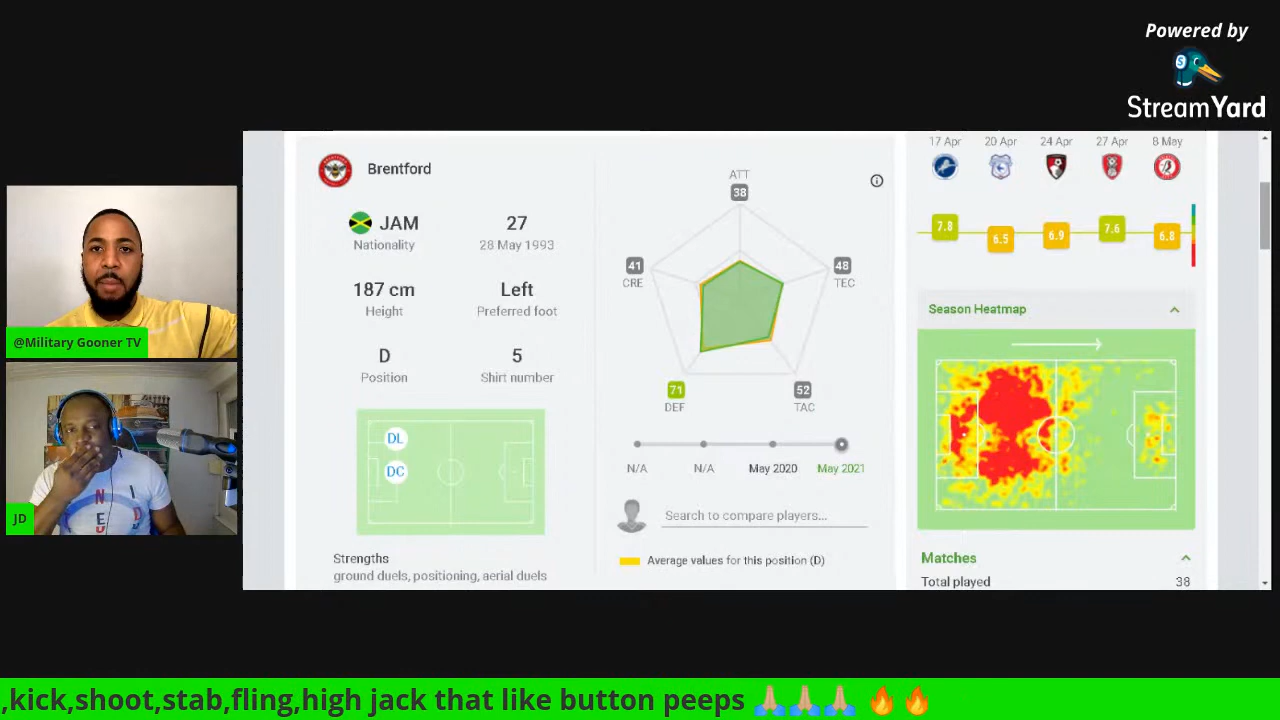 Powered by
StreamYard
@Military Gooner TV
JD
Brentford
JAM
Nationality
27
28 May 1993
187 cm
Height
Left
Preferred foot
D
Position
5
Shirt number
DL
DC
Strengths
ground duels, positioning, aerial duels
ATT
38
41
CRE
48
TEC
71
DEF
52
TAC
N/A
N/A
May 2020
May 2021
Search to compare players...
Average values for this position (D)
17 Apr 20 Apr 24 Apr 27 Apr 8 May
7.8 6.5 6.9 7.6 6.8
Season Heatmap
Matches
Total played 38
,kick,shoot,stab,fling,high jack that like button peeps 🙏🏼🙏🏼🙏🏼 🔥🔥